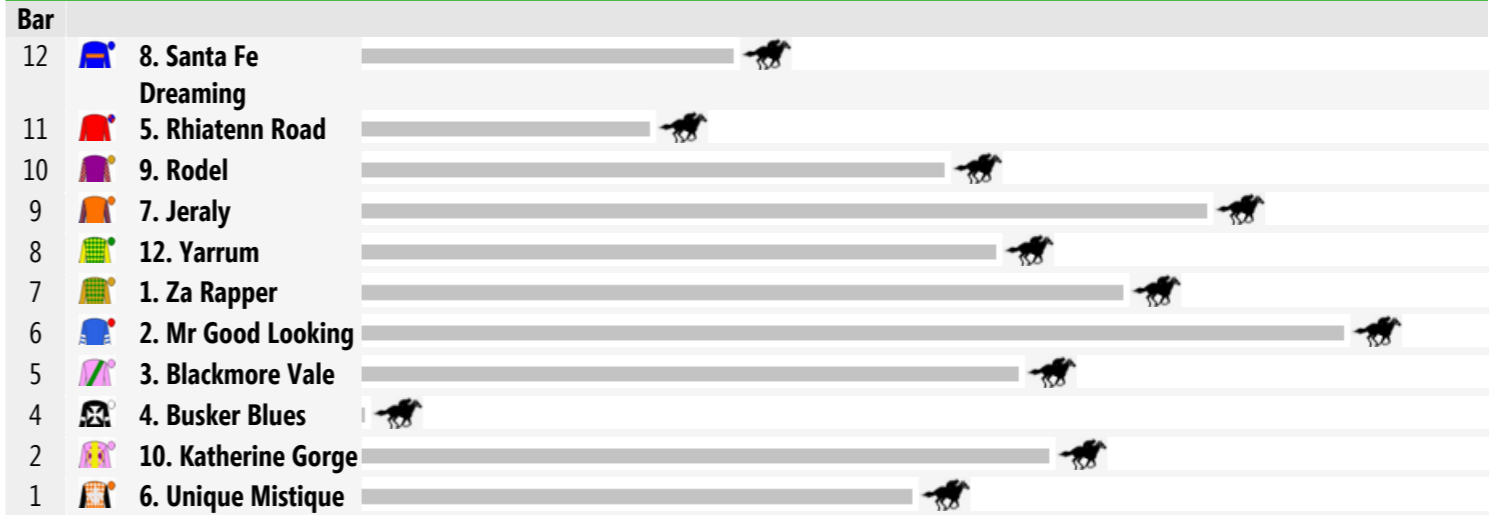 Bar
12 8. Santa Fe
Dreaming
11 5. Rhiatenn Road
10 9. Rodel
9 7. Jeraly
8 12. Yarrum
7 1. Za Rapper
6 2. Mr Good Looking
5 3. Blackmore Vale
4 4. Busker Blues
2 10. Katherine Gorge
1 6. Unique Mistique